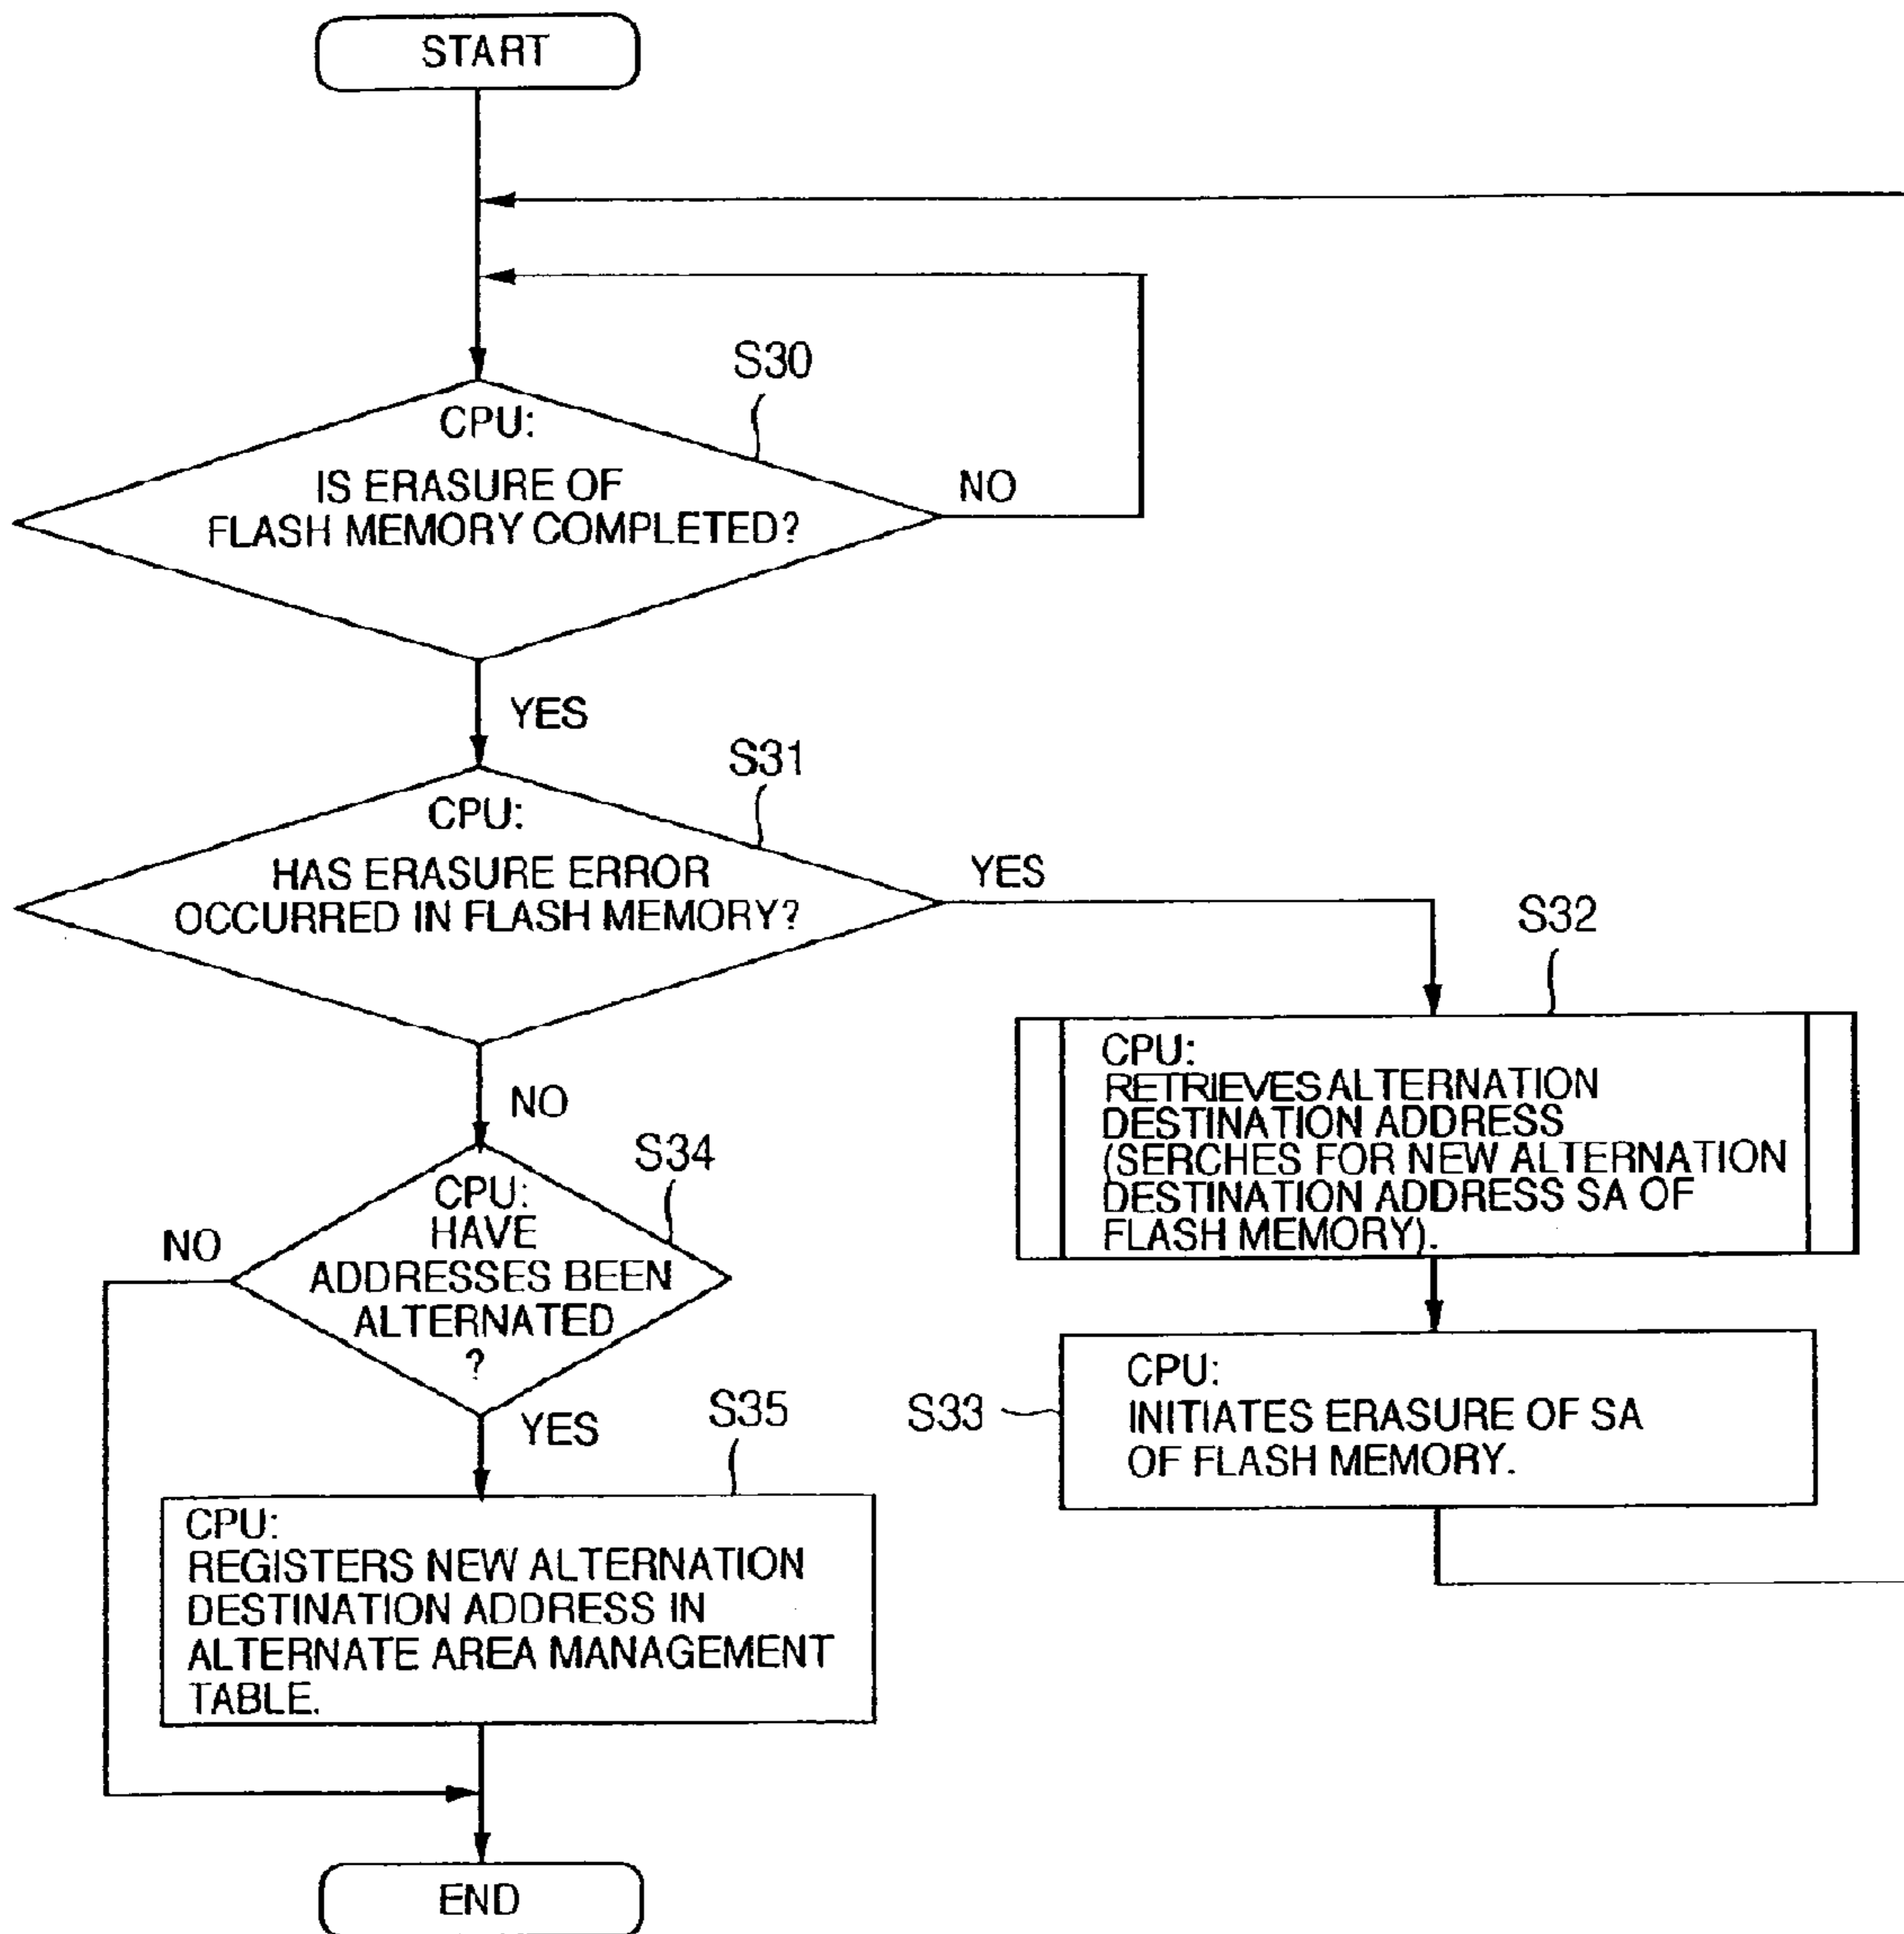 START
S30
CPU:
IS ERASURE OF
FLASH MEMORY COMPLETED?
NO
YES
S31
CPU:
HAS ERASURE ERROR
OCCURRED IN FLASH MEMORY?
YES
NO
S32
CPU:
RETRIEVES ALTERNATION
DESTINATION ADDRESS
(SERCHES FOR NEW ALTERNATION
DESTINATION ADDRESS SA OF
FLASH MEMORY).
S33
CPU:
INITIATES ERASURE OF SA
OF FLASH MEMORY.
S34
CPU:
HAVE
ADDRESSES BEEN
ALTERNATED
?
NO
YES
S35
CPU:
REGISTERS NEW ALTERNATION
DESTINATION ADDRESS IN
ALTERNATE AREA MANAGEMENT
TABLE.
END